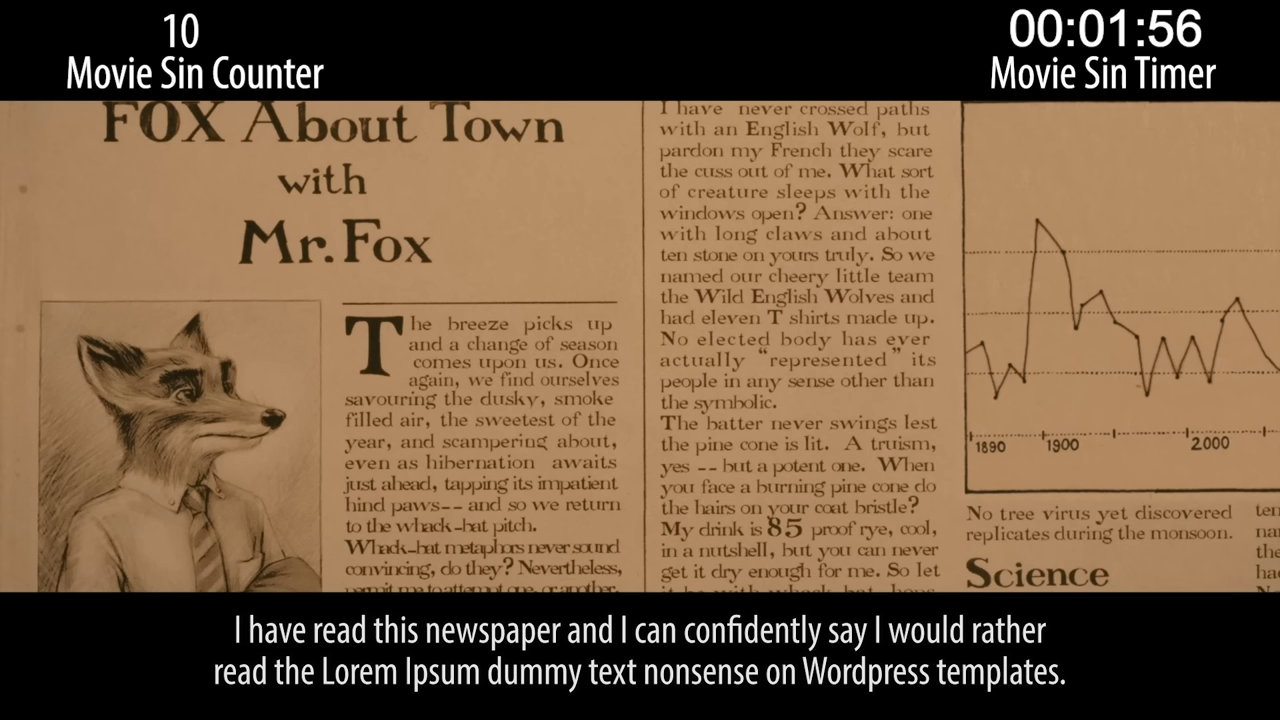 10
Movie Sin Counter
00:01:56
Movie Sin Timer
FOX About Town
with
Mr. Fox
The breeze picks up
and a change of season
comes upon us. Once
again, we find ourselves
savouring the dusky, smoke
filled air, the sweetest of the
year, and scampering about,
even as hibernation awaits
just ahead, tapping its impatient
hind paws-- and so we return
to the whack-bat pitch.
Whack-bat metaphors never sound
convincing, do they? Nevertheless,
permit me to attempt one, or another.
I have never crossed paths
with an English Wolf, but
pardon my French they scare
the cuss out of me. What sort
of creature sleeps with the
windows open? Answer: one
with long claws and about
ten stone on yours truly. So we
named our cheery little team
the Wild English Wolves and
had eleven T shirts made up.
No elected body has ever
actually "represented" its
people in any sense other than
the symbolic.
The batter never swings lest
the pine cone is lit. A truism,
yes -- but a potent one. When
you face a burning pine cone do
the hairs on your coat bristle?
My drink is 85 proof rye, cool,
in a nutshell, but you can never
get it dry enough for me. So let
1890 1900 2000
No tree virus yet discovered
replicates during the monsoon.
Science
I have read this newspaper and I can confidently say I would rather
read the Lorem Ipsum dummy text nonsense on Wordpress templates.